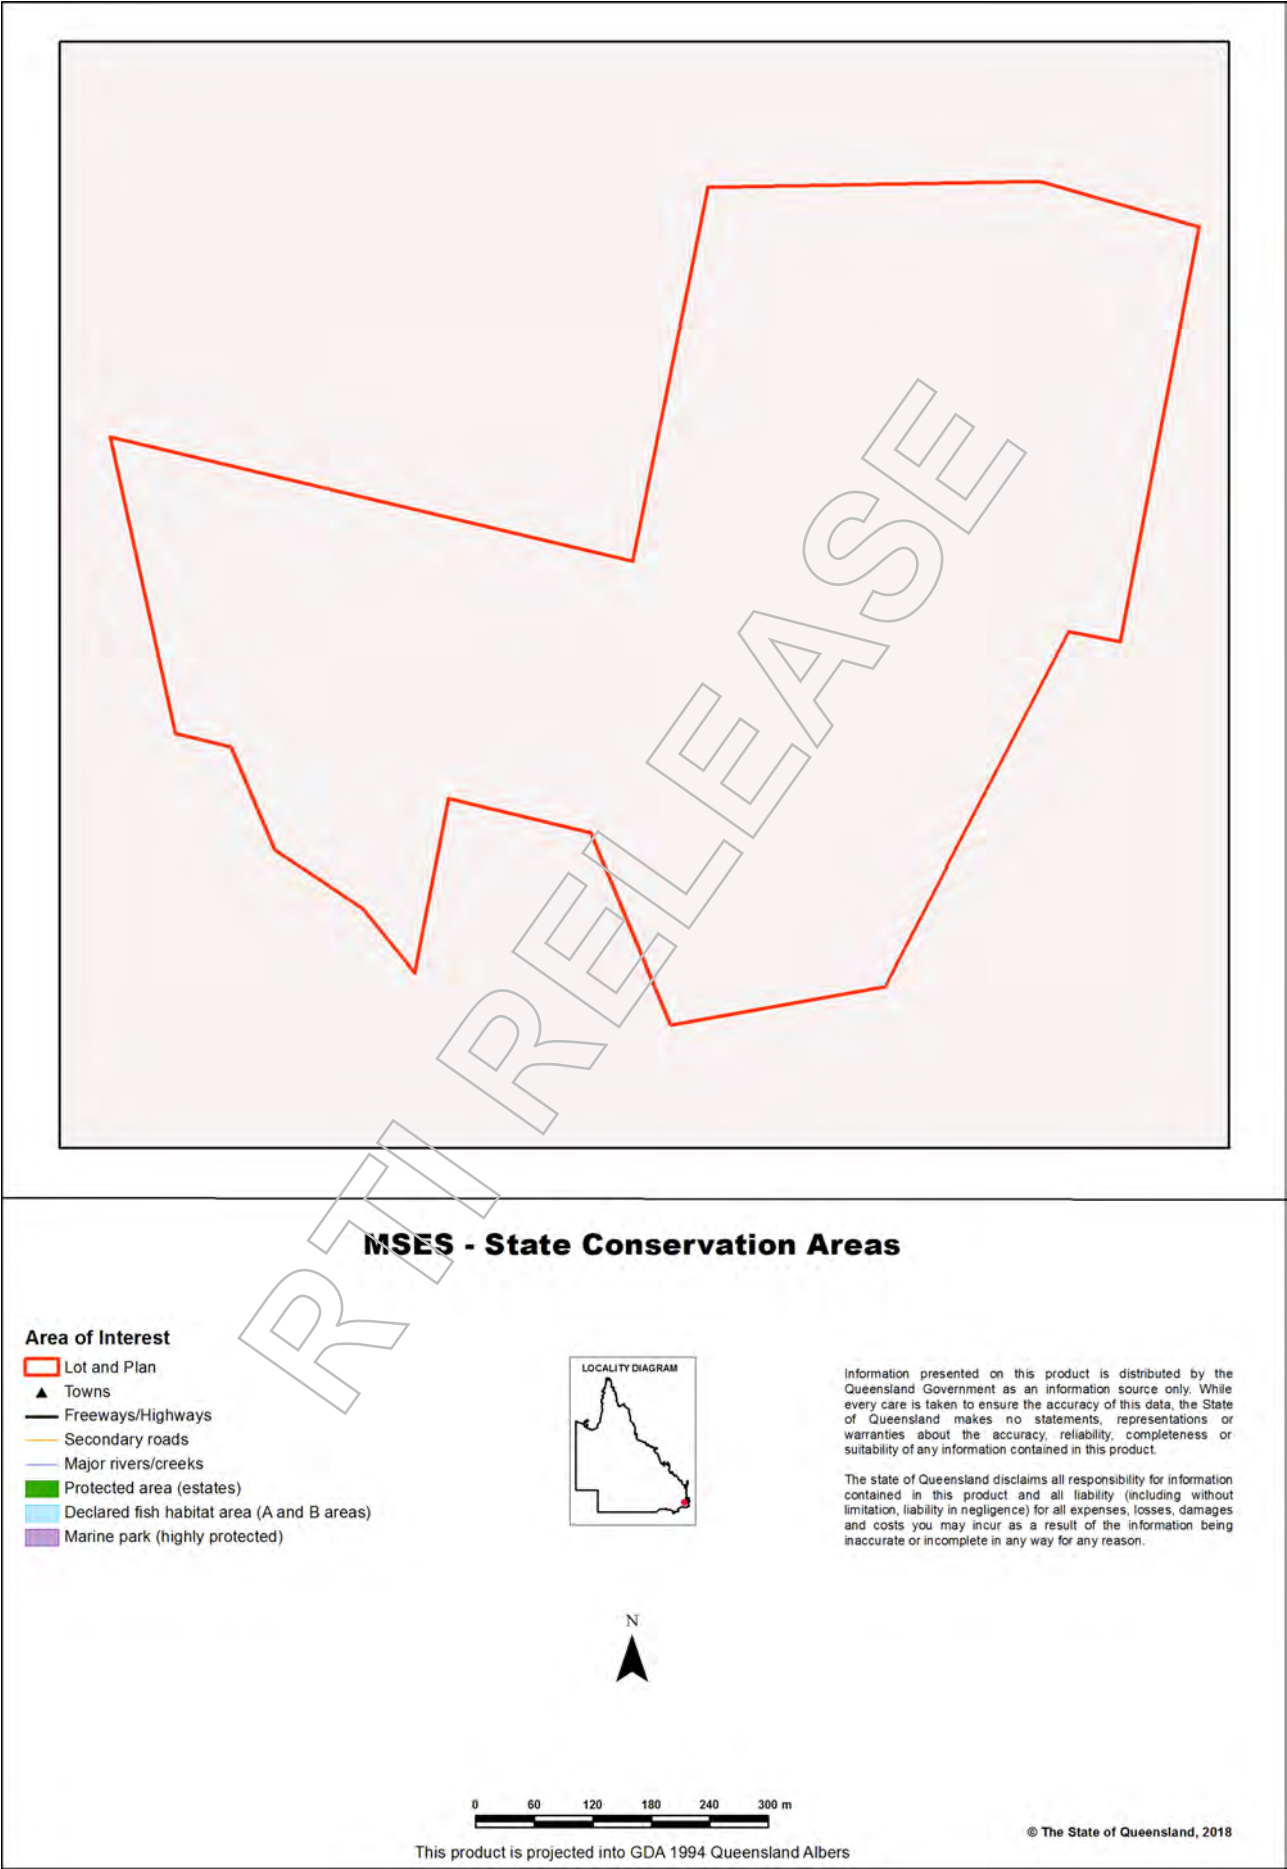 RTI RELEASE
MSES - State Conservation Areas
Area of Interest
Lot and Plan
Towns
Freeways/Highways
Secondary roads
Major rivers/creeks
Protected area (estates)
Declared fish habitat area (A and B areas)
Marine park (highly protected)
LOCALITY DIAGRAM
Information presented on this product is distributed by the
Queensland Government as an information source only. While
every care is taken to ensure the accuracy of this data, the State
of Queensland makes no statements, representations or
warranties about the accuracy, reliability, completeness or
suitability of any information contained in this product.
The state of Queensland disclaims all responsibility for information
contained in this product and all liability (including without
limitation, liability in negligence) for all expenses, losses, damages
and costs you may incur as a result of the information being
inaccurate or incomplete in any way for any reason.
N
0 60 120 180 240 300 m
This product is projected into GDA 1994 Queensland Albers
© The State of Queensland, 2018